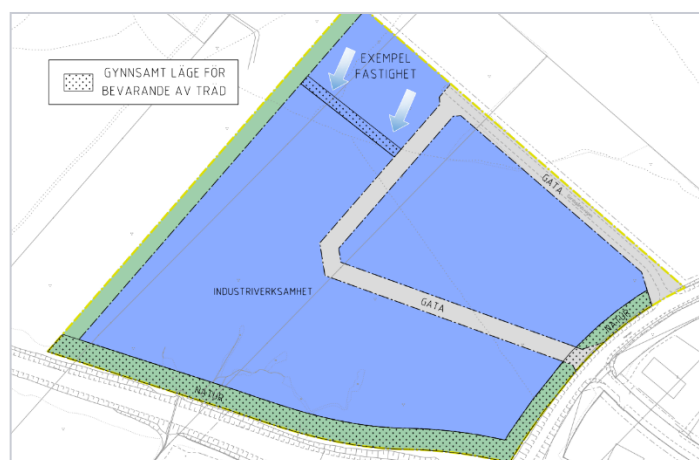 GYNNSAMT LÄGE FÖR
BEVARANDE AV TRÄD
EXEMPEL
FASTIGHET
GATA
INDUSTRIVERKSAMHET
GATA
NATUR
NATUR